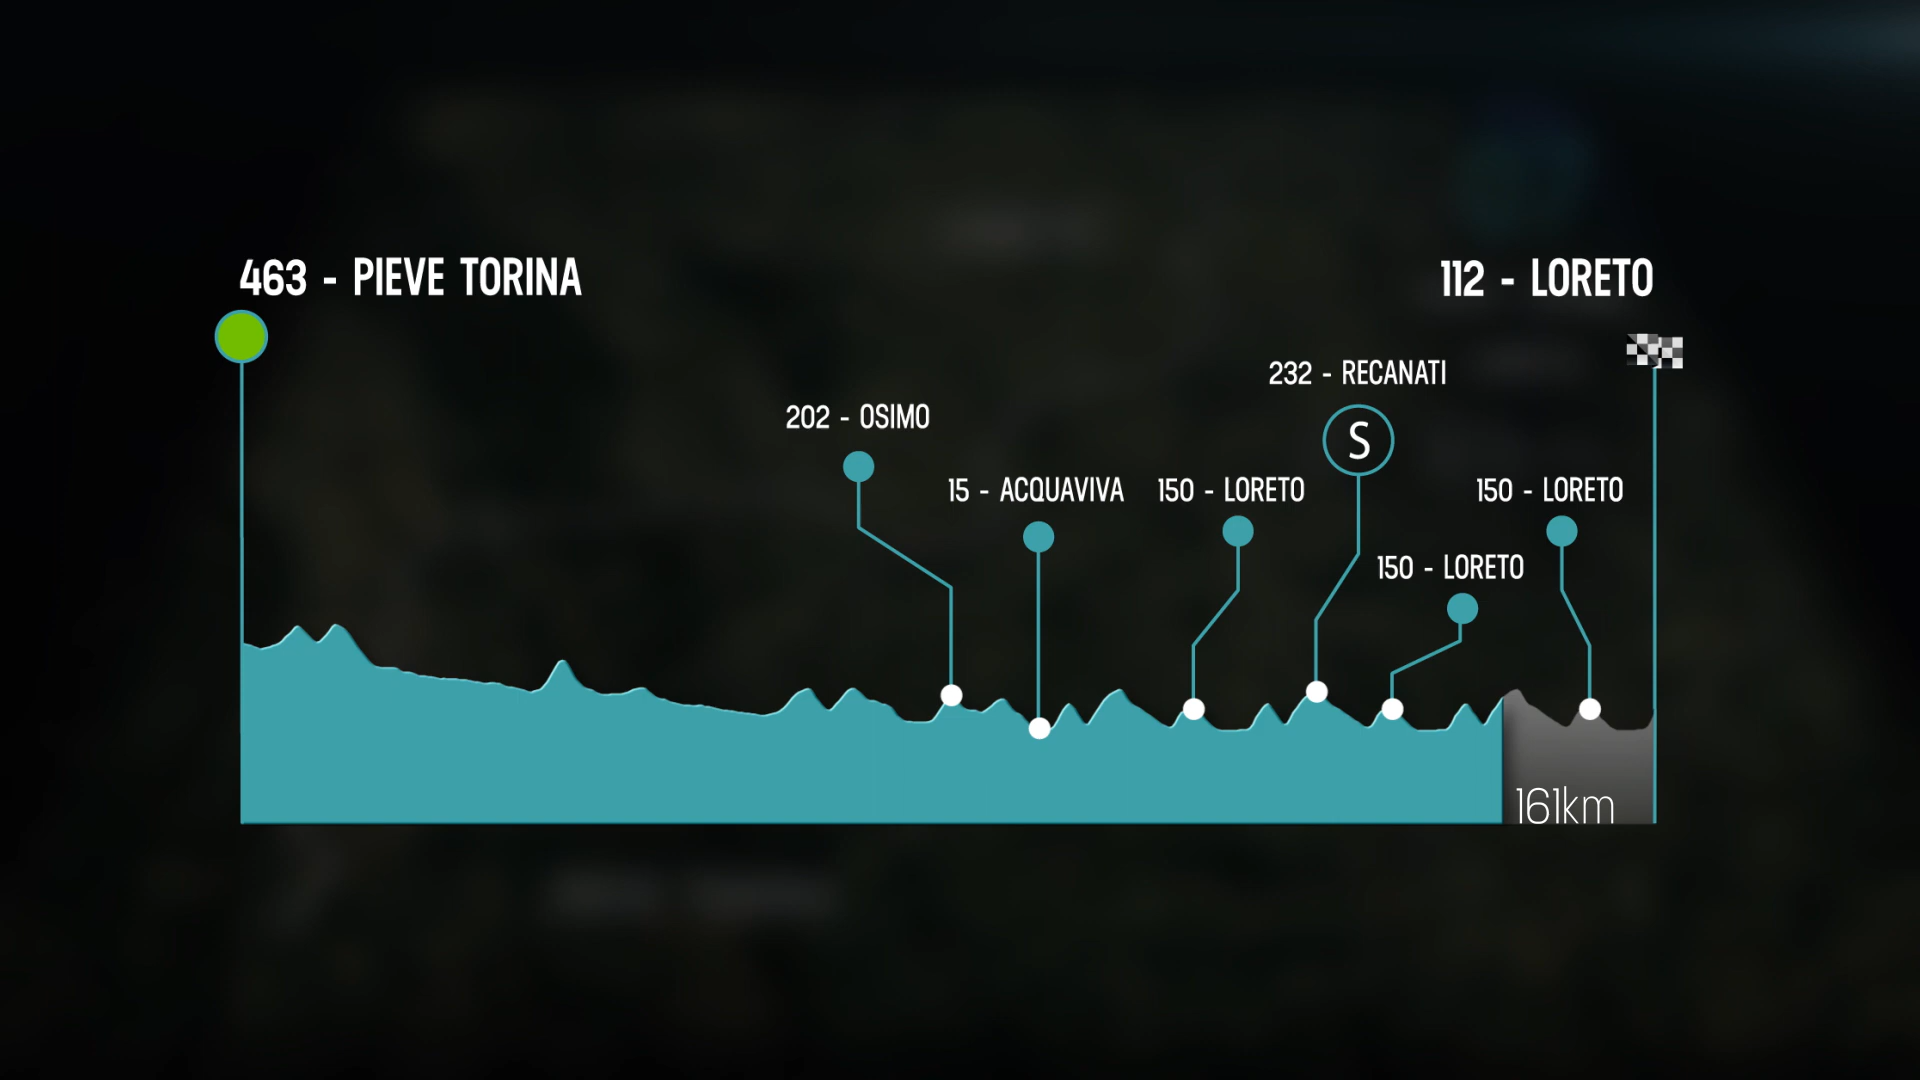 463 - PIEVE TORINA
112 - LORETO
232 - RECANATI
202 - OSIMO
S
15 - ACQUAVIVA
150 - LORETO
150 - LORETO
150 - LORETO
161km